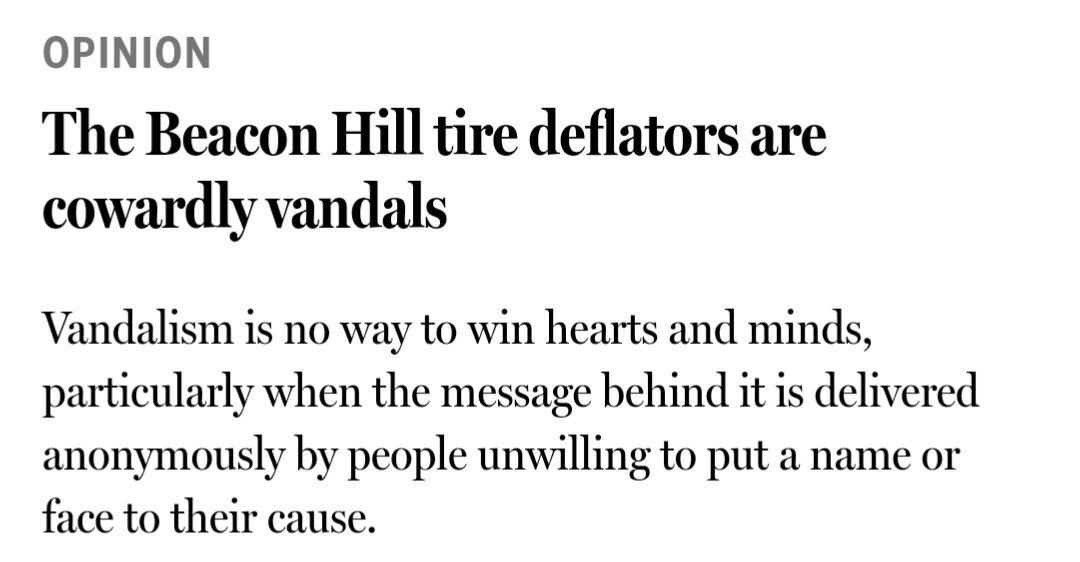 OPINION
The Beacon Hill tire deflators are
cowardly vandals
Vandalism is no way to win hearts and minds,
particularly when the message behind it is delivered
anonymously by people unwilling to put a name or
face to their cause.